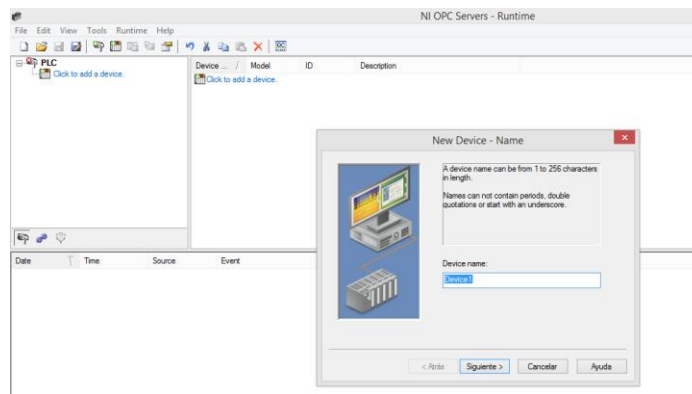 NI OPC Servers - Runtime
File Edit View Tools Runtime Help
PLC
Click to add a device.
Device ... / Model ID Description
Click to add a device.
New Device - Name
A device name can be from 1 to 256 characters
in length.
Names can not contain periods, double
quotations or start with an underscore.
Device name:
Device1
< Atrás Siguiente > Cancelar Ayuda
Date Time Source Event